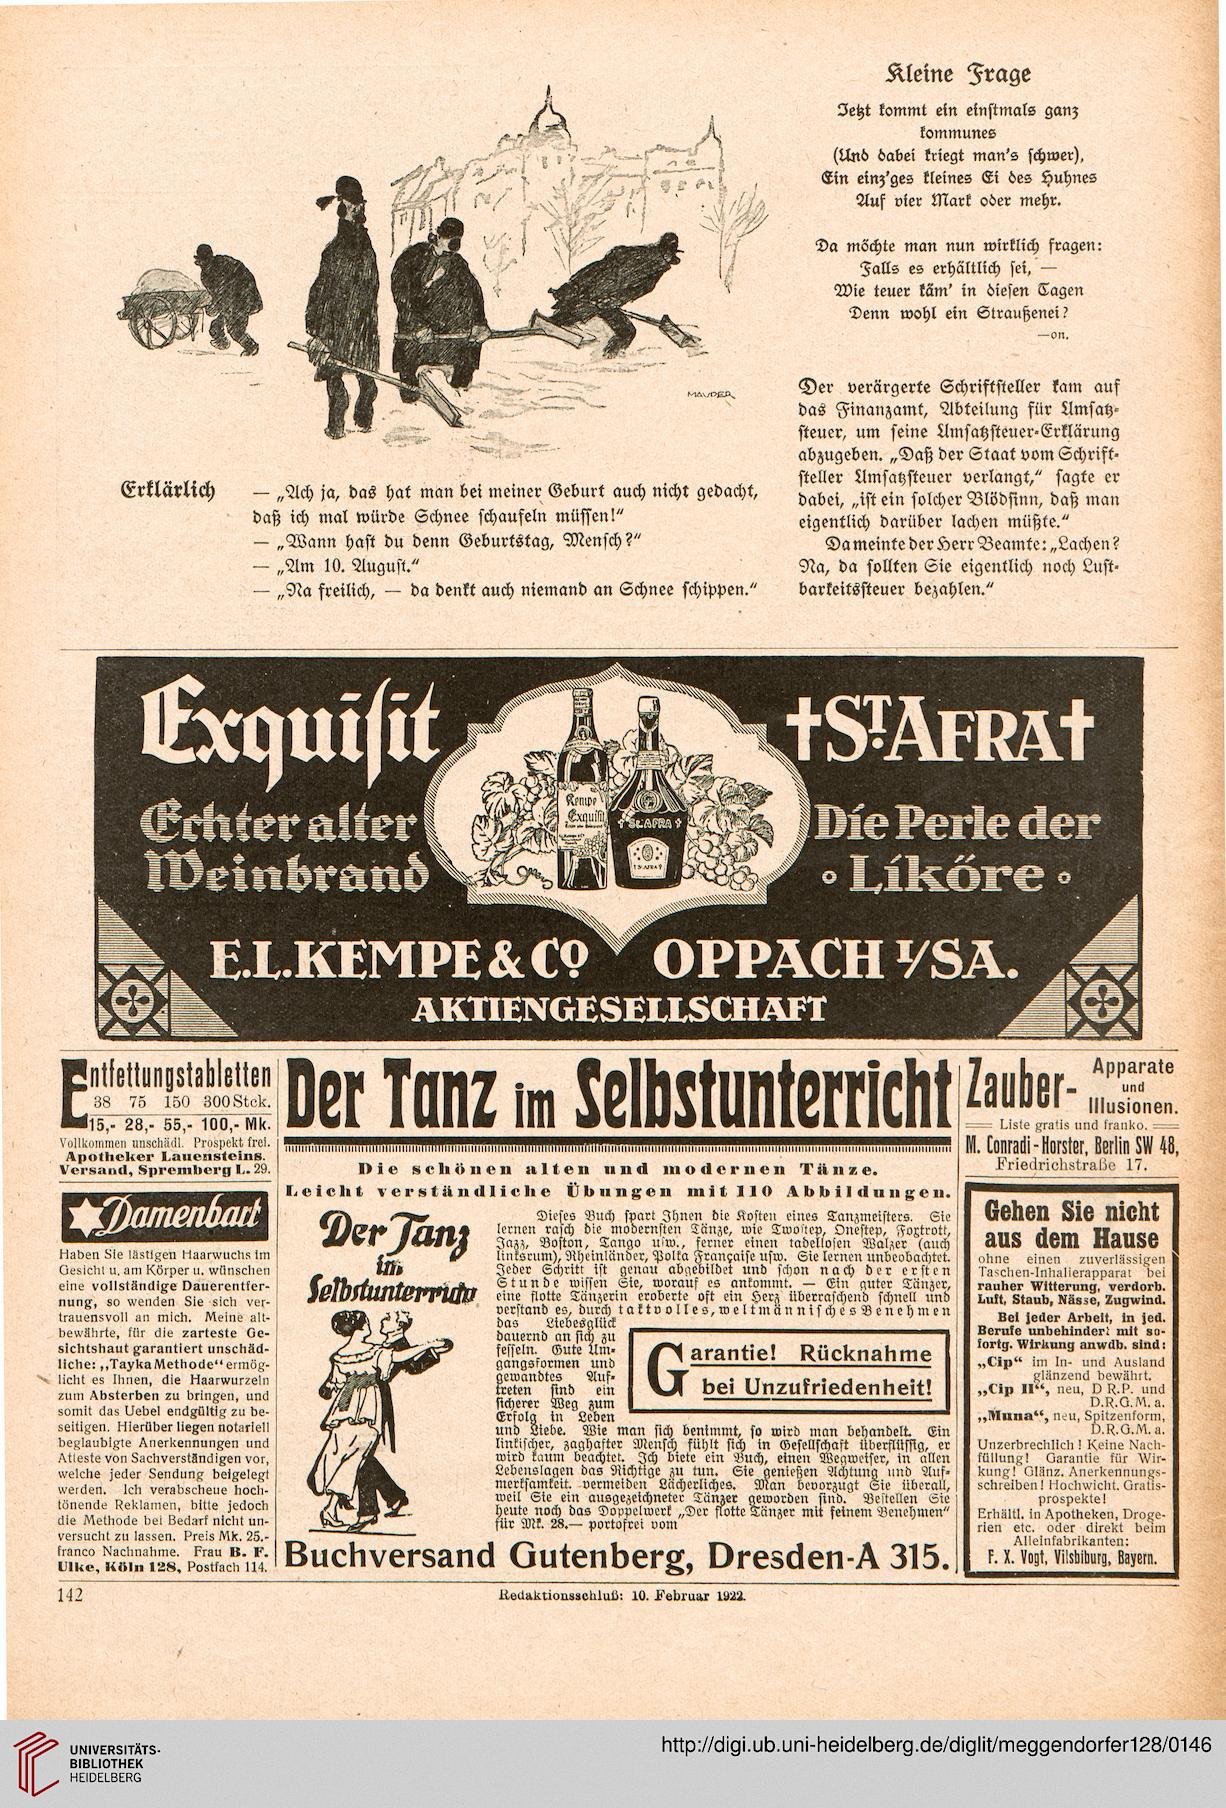 Kleine Frage
Jetzt kommt ein einstmals ganz
kommunes
(Und dabei kriegt man's schwer),
Ein einz'ges kleines Ei des Huhnes
Auf vier Mark oder mehr.
Da möchte man nun wirklich fragen:
Falls es erhältlich sei, —
Wie teuer käm' in diesen Tagen
Denn wohl ein Straußenei?
—on.
MAUDER
Erklärlich
— „Ach ja, das hat man bei meiner Geburt auch nicht gedacht,
daß ich mal würde Schnee schaufeln müssen!"
— „Wann hast du denn Geburtstag, Mensch?"
— „Am 10. August."
— „Na freilich, — da denkt auch niemand an Schnee schippen."
Der verärgerte Schriftsteller kam auf
das Finanzamt, Abteilung für Umsatz-
steuer, um seine Umsatzsteuer-Erklärung
abzugeben. „Daß der Staat vom Schrift-
steller Umsatzsteuer verlangt," sagte er
dabei, „ist ein solcher Blödsinn, daß man
eigentlich darüber lachen müßte."
Da meinte der Herr Beamte: „Lachen?
Na, da sollten Sie eigentlich noch Lust-
barkeitssteuer bezahlen."
Exquisit
Echter alter
Weinbrand
Kempe
Exquisit
† St. AFRA †
† St. AFRA †
† ST. AFRA †
Die Perle der
Liköre
E.L. KEMPE & Co OPPACH i/SA.
AKTIENGESELLSCHAFT
Entfettungstabletten
38 75 150 300 Stck.
15,- 28,- 55,- 100,- Mk.
Vollkommen unschädl. Prospekt frei.
Apotheker Lauensteins.
Versand, Spremberg L. 29.
Damenbart
Haben Sie lästigen Haarwuchs im
Gesicht u. am Körper u. wünschen
eine vollständige Dauerentfer-
nung, so wenden Sie sich ver-
trauensvoll an mich. Meine alt-
bewährte, für die zarteste Ge-
sichtshaut garantiert unschäd-
liche: „Tayka Methode" ermög-
licht es Ihnen, die Haarwurzeln
zum Absterben zu bringen, und
somit das Uebel endgültig zu be-
seitigen. Hierüber liegen notariell
beglaubigte Anerkennungen und
Atteste von Sachverständigen vor,
welche jeder Sendung beigelegt
werden. Ich verabscheue hoch-
tönende Reklamen, bitte jedoch
die Methode bei Bedarf nicht un-
versucht zu lassen. Preis Mk. 25.-
franco Nachnahme. Frau B. F.
Ulke, Köln 128, Postfach 114.
Der Tanz im Selbstunterricht
Die schönen alten und modernen Tänze.
Leicht verständliche Übungen mit 110 Abbildungen.
Der Tanz
im
Selbstunterricht
Dieses Buch spart Ihnen die Kosten eines Tanzmeisters. Sie
lernen rasch die modernsten Tänze, wie Twostep, Onestep, Foxtrott,
Jazz, Boston, Tango usw., ferner einen tadellosen Walzer (auch
linksrum), Rheinländer, Polka Française usw. Sie lernen unbeobachtet.
Jeder Schritt ist genau abgebildet und schon nach der ersten
Stunde wissen Sie, worauf es ankommt. — Ein guter Tänzer,
eine flotte Tänzerin eroberte oft ein Herz überraschend schnell und
verstand es, durch taktvolles, weltmännisches Benehmen
das Liebesglück
dauernd an sich zu
fesseln. Gute Um-
gangsformen und
gewandtes Auf-
treten sind ein
sicherer Weg zum
Erfolg in Leben
und Liebe. Wie man sich benimmt, so wird man behandelt. Ein
linkischer, zaghafter Mensch fühlt sich in Gesellschaft überflüssig, er
wird kaum beachtet. Ich biete ein Buch, einen Wegweiser, in allen
Lebenslagen das Richtige zu tun. Sie genießen Achtung und Auf-
merksamkeit. vermeiden Lächerliches. Man bevorzugt Sie überall,
weil Sie ein ausgezeichneter Tänzer geworden sind. Bestellen Sie
heute noch das Doppelwerk „Der flotte Tänzer mit feinem Benehmen"
für Mk. 28.— portofrei vom
Garantie! Rücknahme
bei Unzufriedenheit!
Buchversand Gutenberg, Dresden-A 315.
Zauber-
Apparate
und
Illusionen.
Liste gratis und franko.
M. Conradi-Horster, Berlin SW 48,
Friedrichstraße 17.
Gehen Sie nicht
aus dem Hause
ohne einen zuverlässigen
Taschen-Inhalierapparat bei
rauher Witterung, verdorb.
Luft, Staub, Nässe, Zugwind.
Bei jeder Arbeit, in jed.
Berufe unbehindert mit so-
fortg. Wirkung anwdb. sind:
„Cip" im In- und Ausland
glänzend bewährt.
„Cip II", neu, D R.P. und
D.R.G.M. a.
„Muna", neu, Spitzenform,
D.R.G.M. a.
Unzerbrechlich! Keine Nach-
füllung! Garantie für Wir-
kung! Glänz. Anerkennungs-
schreiben! Hochwicht. Gratis-
prospekte!
Erhältl. in Apotheken, Droge-
rien etc. oder direkt beim
Alleinfabrikanten:
F. X. Vogt, Vilsbiburg, Bayern.
142
Redaktionsschluß: 10. Februar 1922.
UNIVERSITÄTS-
BIBLIOTHEK
HEIDELBERG
http://digi.ub.uni-heidelberg.de/diglit/meggendorfer128/0146